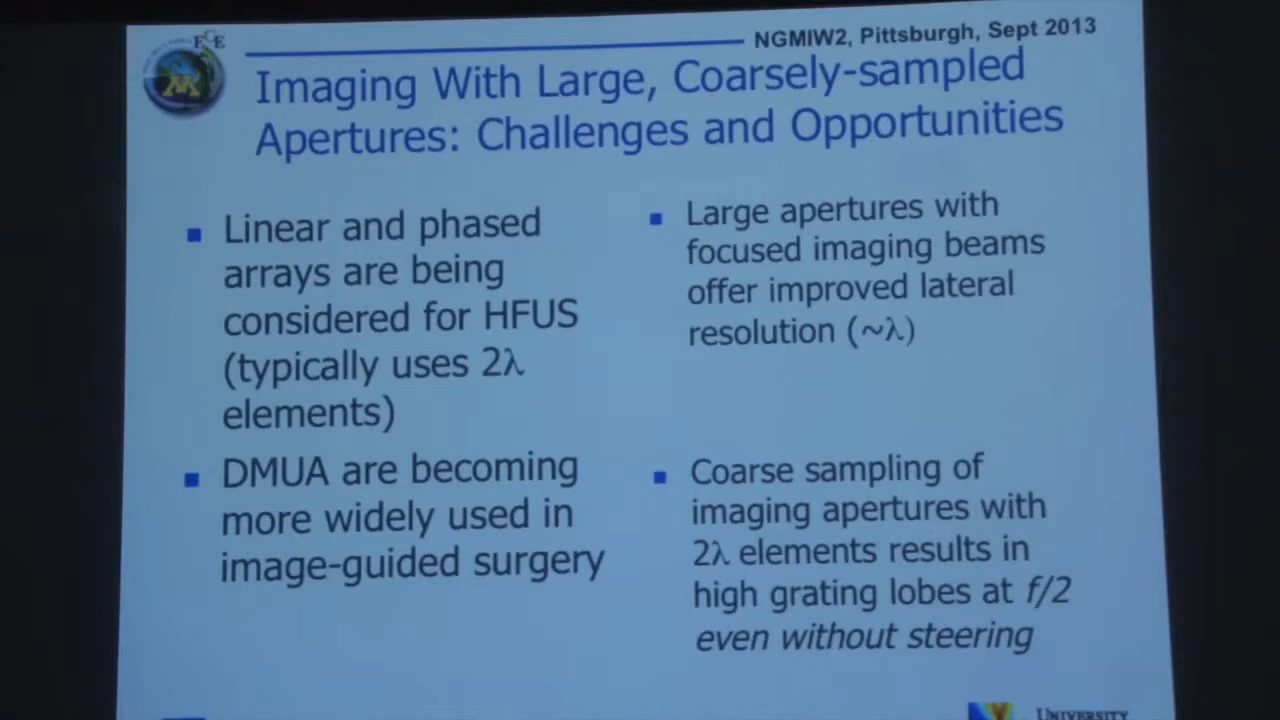 ECE
M
NGMIW2, Pittsburgh, Sept 2013
Imaging With Large, Coarsely-sampled
Apertures: Challenges and Opportunities
Linear and phased
arrays are being
considered for HFUS
(typically uses 2λ
elements)
DMUA are becoming
more widely used in
image-guided surgery
Large apertures with
focused imaging beams
offer improved lateral
resolution (~λ)
Coarse sampling of
imaging apertures with
2λ elements results in
high grating lobes at f/2
even without steering
UNIVERSITY